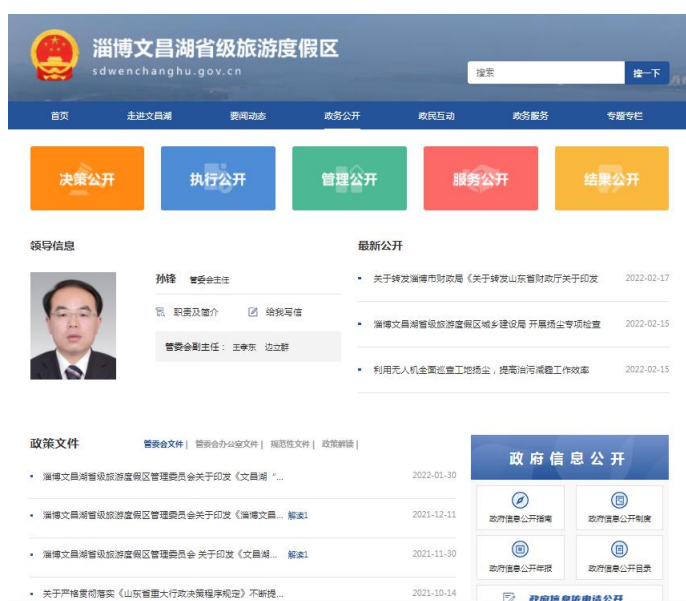 淄博文昌湖省级旅游度假区
sdwenchanghu.gov.cn
搜索 搜一下
首页 走进文昌湖 要闻动态 政务公开 政民互动 政务服务 专题专栏
决策公开 执行公开 管理公开 服务公开 结果公开
领导信息
孙锋 管委会主任
职责及简介 给我写信
管委会副主任： 王孝东 边立群
最新公开
关于转发淄博市财政局《关于转发山东省财政厅关于印发 2022-02-17
淄博文昌湖省级旅游度假区城乡建设局 开展扬尘专项检查 2022-02-15
利用无人机全面巡查工地扬尘，提高治污减霾工作效率 2022-02-15
政策文件 管委会文件 | 管委会办公室文件 | 规范性文件 | 政策解读 |
淄博文昌湖省级旅游度假区管理委员会关于印发《文昌湖“... 2022-01-30
淄博文昌湖省级旅游度假区管理委员会关于印发《淄博文昌... 解读1 2021-12-11
淄博文昌湖省级旅游度假区管理委员会 关于印发《文昌湖... 解读1 2021-11-30
关于严格贯彻落实《山东省重大行政决策程序规定》不断提... 2021-10-14
政府信息公开
政府信息公开指南 政府信息公开制度
政府信息公开年报 政府信息公开目录
政府信息依申请公开